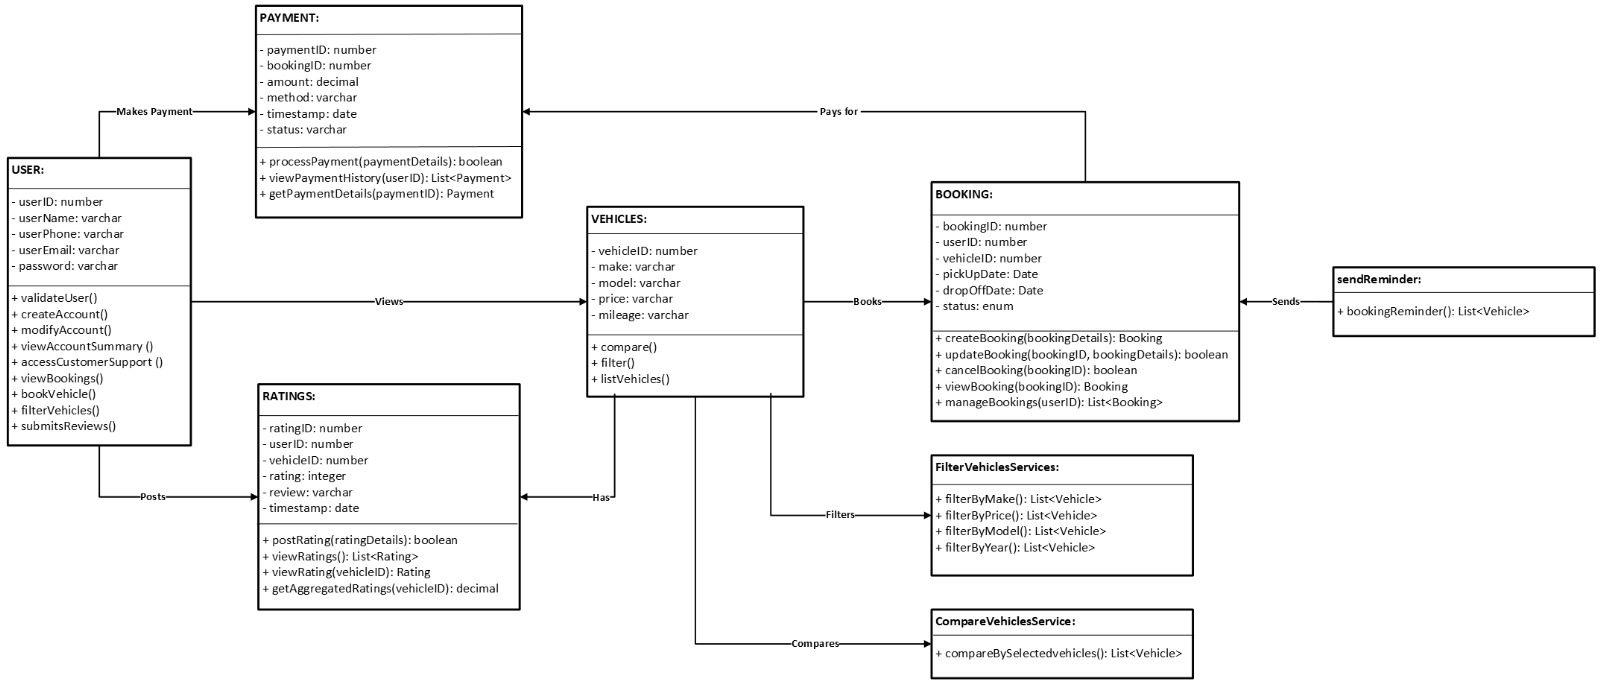 PAYMENT:
- paymentID: number
- bookingID: number
- amount: decimal
- method: varchar
- timestamp: date
- status: varchar
+ processPayment(paymentDetails): boolean
+ viewPaymentHistory(userID): List<Payment>
+ getPaymentDetails(paymentID): Payment
Makes Payment
Pays for
USER:
- userID: number
- userName: varchar
- userPhone: varchar
- userEmail: varchar
- password: varchar
+ validateUser()
+ createAccount()
+ modifyAccount()
+ viewAccountSummary ()
+ accessCustomerSupport ()
+ viewBookings()
+ bookVehicle()
+ filterVehicles()
+ submitsReviews()
Views
VEHICLES:
- vehicleID: number
- make: varchar
- model: varchar
- price: varchar
- mileage: varchar
+ compare()
+ filter()
+ listVehicles()
Books
BOOKING:
- bookingID: number
- userID: number
- vehicleID: number
- pickUpDate: Date
- dropOffDate: Date
- status: enum
+ createBooking(bookingDetails): Booking
+ updateBooking(bookingID, bookingDetails): boolean
+ cancelBooking(bookingID): boolean
+ viewBooking(bookingID): Booking
+ manageBookings(userID): List<Booking>
Sends
sendReminder:
+ bookingReminder(): List<Vehicle>
Posts
RATINGS:
- ratingID: number
- userID: number
- vehicleID: number
- rating: integer
- review: varchar
- timestamp: date
+ postRating(ratingDetails): boolean
+ viewRatings(): List<Rating>
+ viewRating(vehicleID): Rating
+ getAggregatedRatings(vehicleID): decimal
Has
Filters
FilterVehiclesServices:
+ filterByMake(): List<Vehicle>
+ filterByPrice(): List<Vehicle>
+ filterByModel(): List<Vehicle>
+ filterByYear(): List<Vehicle>
Compares
CompareVehiclesService:
+ compareBySelectedvehicles(): List<Vehicle>